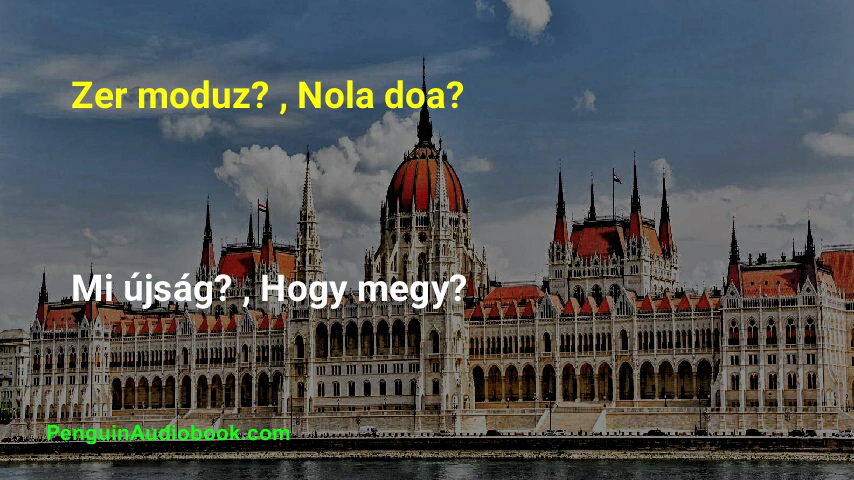 Zer moduz? , Nola doa?
Mi újság? , Hogy megy?
PenguinAudiobook.com